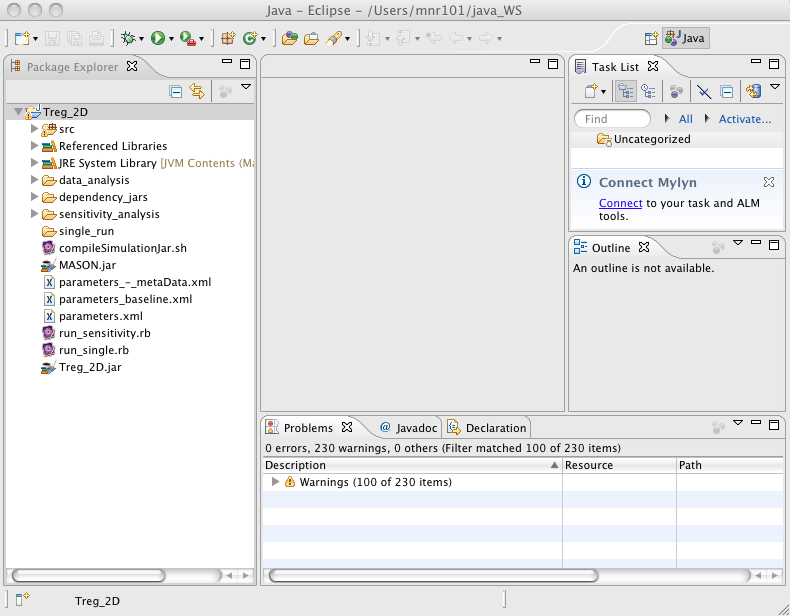 Java – Eclipse – /Users/mnr101/java_WS
Java
Package Explorer
Treg_2D
src
Referenced Libraries
JRE System Library [JVM Contents (Ma
data_analysis
dependency_jars
sensitivity_analysis
single_run
compileSimulationJar.sh
MASON.jar
parameters_-_metaData.xml
parameters_baseline.xml
parameters.xml
run_sensitivity.rb
run_single.rb
Treg_2D.jar
Task List
Find
All
Activate...
Uncategorized
Connect Mylyn
Connect to your task and ALM
tools.
Outline
An outline is not available.
Problems
@ Javadoc
Declaration
0 errors, 230 warnings, 0 others (Filter matched 100 of 230 items)
Description
Resource
Path
Warnings (100 of 230 items)
Treg_2D